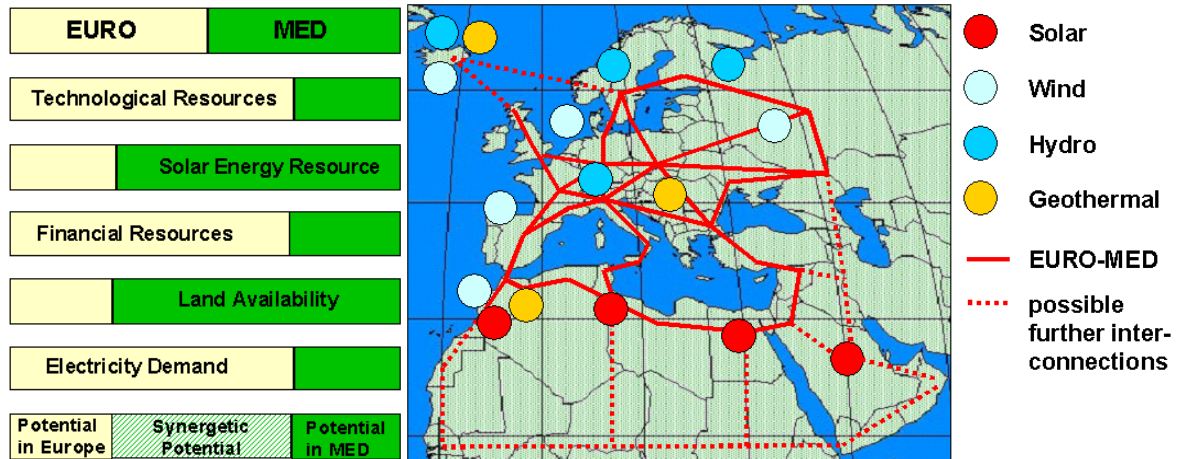 EURO MED
Technological Resources
Solar Energy Resource
Financial Resources
Land Availability
Electricity Demand
Potential
in Europe
Synergetic
Potential
Potential
in MED
Solar
Wind
Hydro
Geothermal
EURO-MED
possible
further inter-
connections